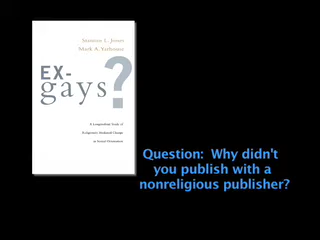 Stanton L. Jones
Mark A. Yarhouse
EX-
gays?
A Longitudinal Study of
Religiously Mediated Change
in Sexual Orientation
Question: Why didn't
you publish with a
nonreligious publisher?